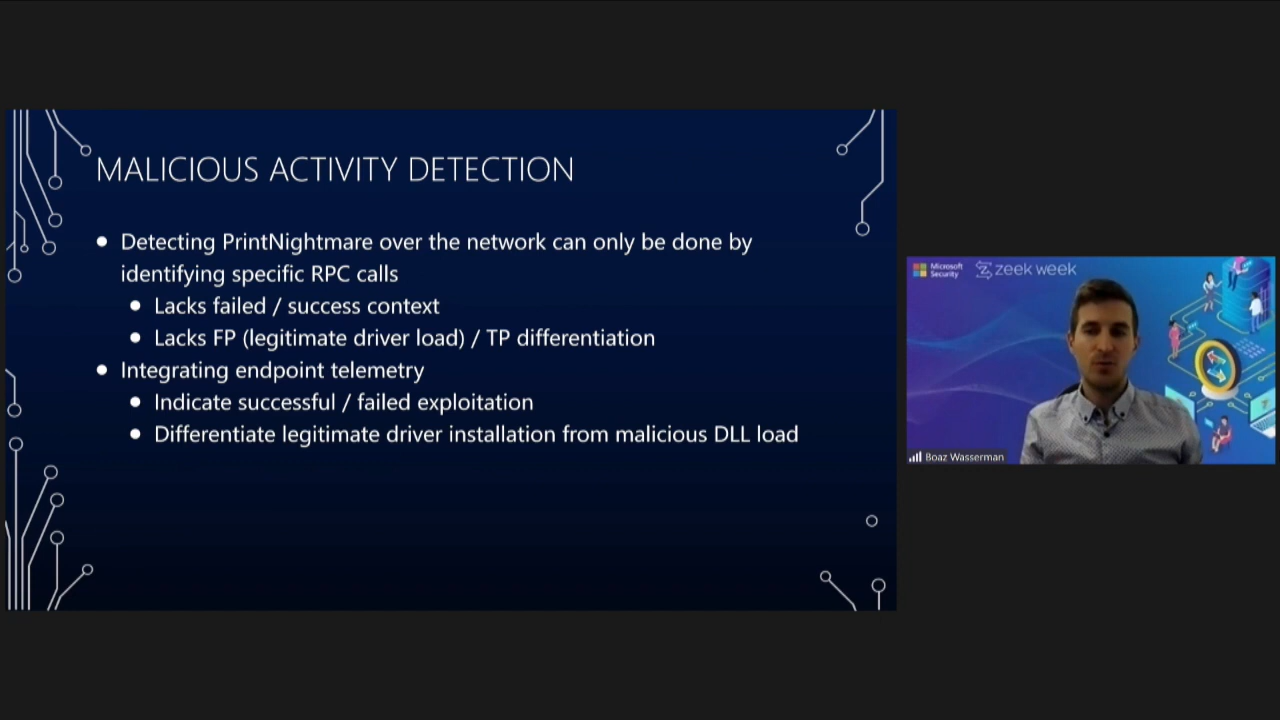 MALICIOUS ACTIVITY DETECTION
Detecting PrintNightmare over the network can only be done by
identifying specific RPC calls
Lacks failed / success context
Lacks FP (legitimate driver load) / TP differentiation
Integrating endpoint telemetry
Indicate successful / failed exploitation
Differentiate legitimate driver installation from malicious DLL load
Microsoft
Security
zeek week
Boaz Wasserman